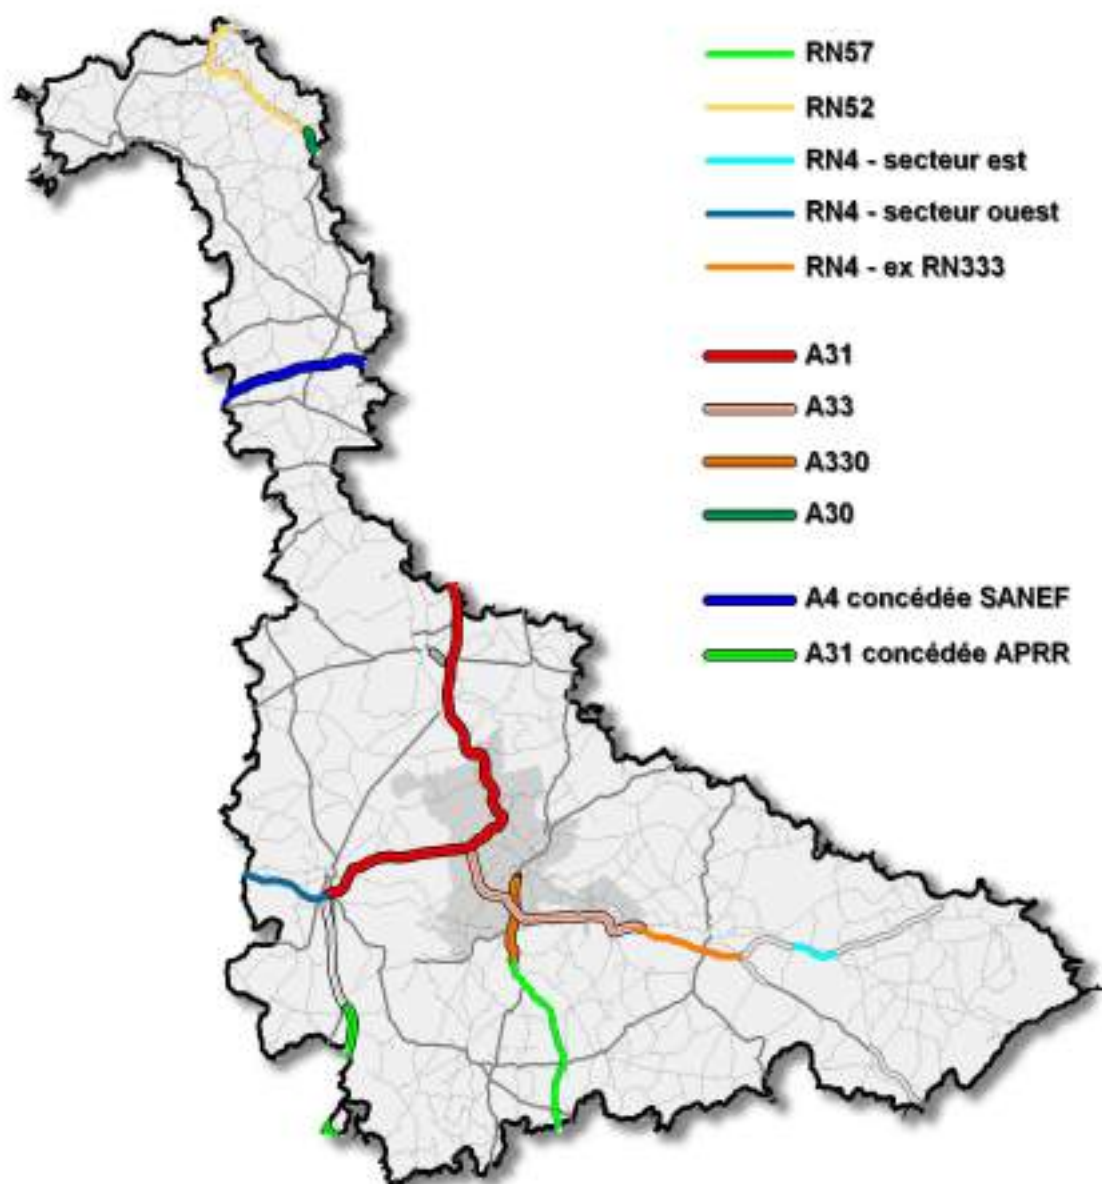 RN57
RN52
RN4 - secteur est
RN4 - secteur ouest
RN4 - ex RN333
A31
A33
A330
A30
A4 concédée SANEF
A31 concédée APRR